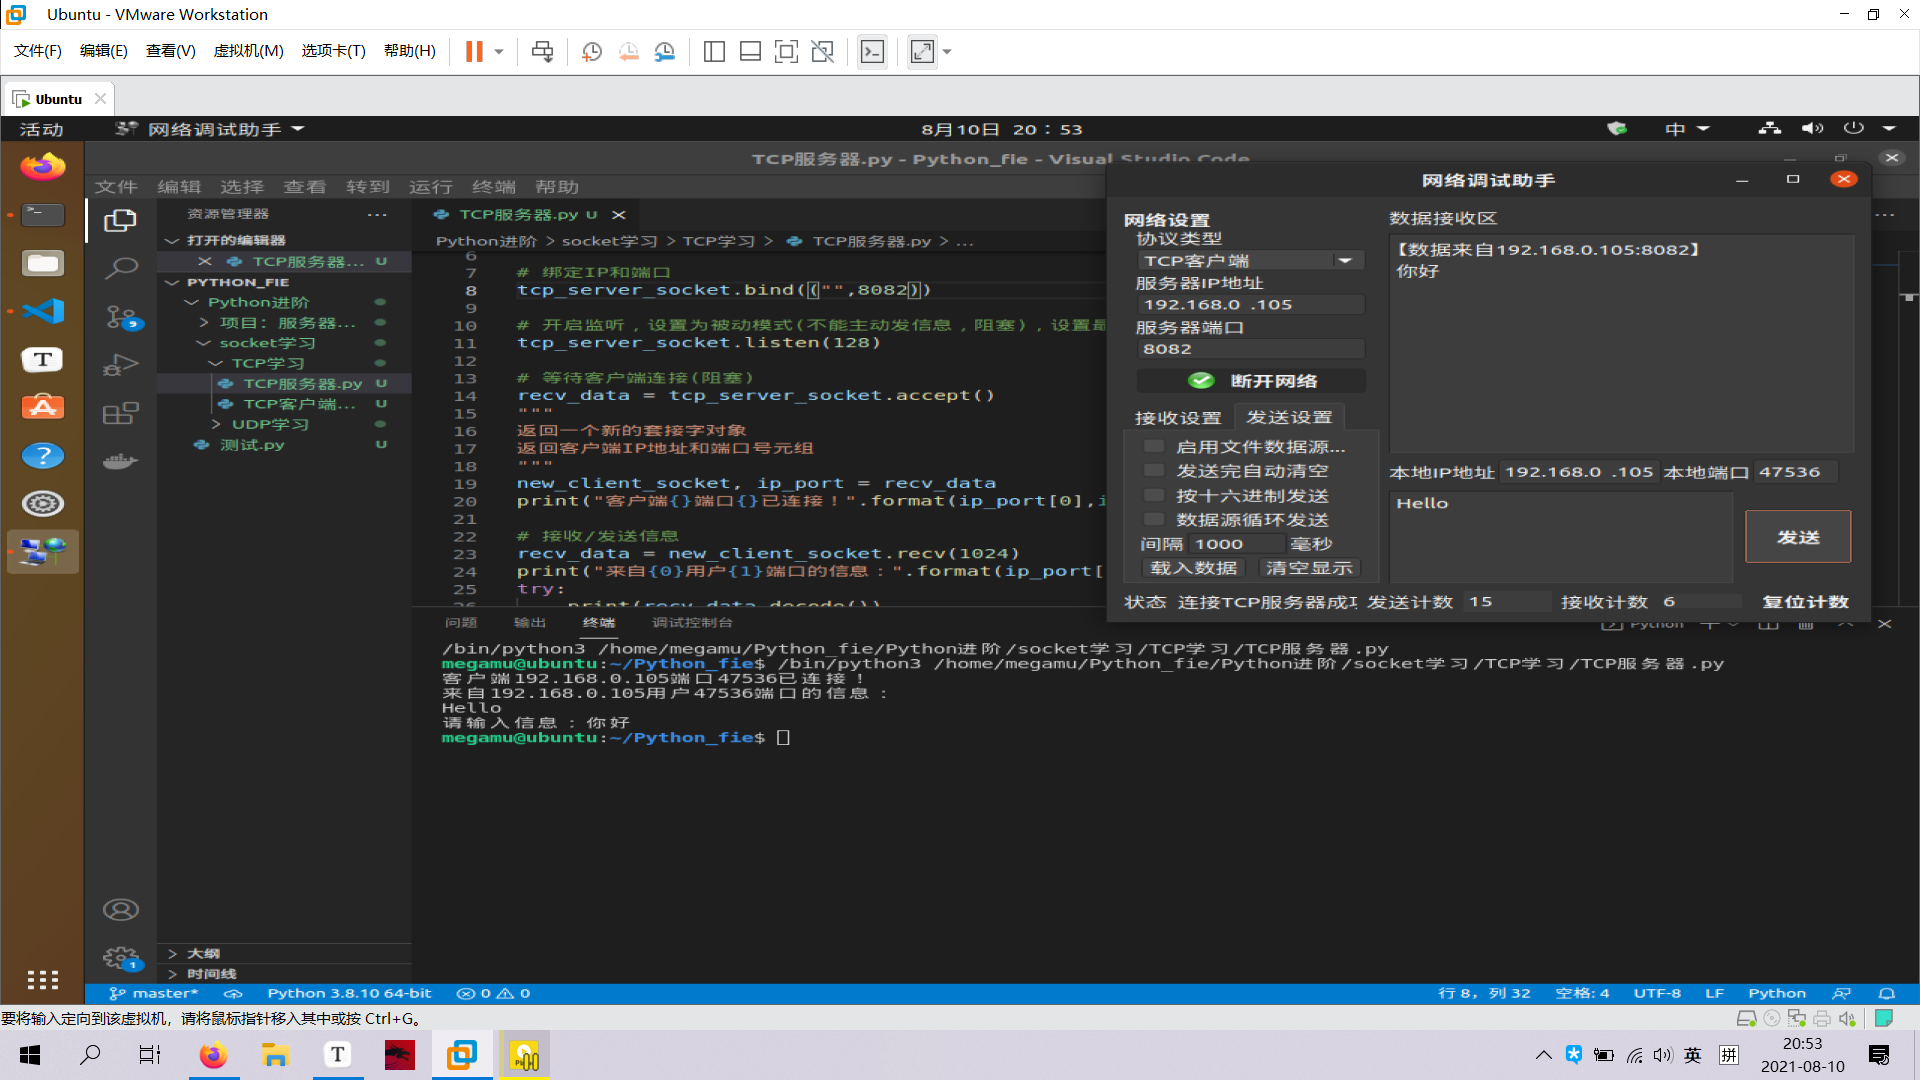 Ubuntu - VMware Workstation
文件(F) 编辑(E) 查看(V) 虚拟机(M) 选项卡(T) 帮助(H)
Ubuntu
活动 网络调试助手 8月10日 20：53 中
TCP服务器.py - Python_fie - Visual Studio Code
文件 编辑 选择 查看 转到 运行 终端 帮助
资源管理器 ···
打开的编辑器
TCP服务器... U
PYTHON_FIE
Python进阶
项目：服务器...
socket学习
TCP学习
TCP服务器.py U
TCP客户端... U
UDP学习
测试.py U
大纲
时间线
9
1
T
TCP服务器.py U
Python进阶 > socket学习 > TCP学习 > TCP服务器.py > ...
6
7 # 绑定IP和端口
8 tcp_server_socket.bind(("",8082))
9
10 # 开启监听，设置为被动模式(不能主动发信息，阻塞)，设置最
11 tcp_server_socket.listen(128)
12
13 # 等待客户端连接(阻塞)
14 recv_data = tcp_server_socket.accept()
15 """
16 返回一个新的套接字对象
17 返回客户端IP地址和端口号元组
18 """
19 new_client_socket, ip_port = recv_data
20 print("客户端{}端口{}已连接！".format(ip_port[0],i
21
22 # 接收/发送信息
23 recv_data = new_client_socket.recv(1024)
24 print("来自{0}用户{1}端口的信息：".format(ip_port[
25 try:
26 print(recv_data.decode())
网络调试助手
网络设置
协议类型
TCP客户端
服务器IP地址
192.168.0 .105
服务器端口
8082
断开网络
接收设置 发送设置
启用文件数据源...
发送完自动清空
按十六进制发送
数据源循环发送
间隔 1000 毫秒
载入数据 清空显示
数据接收区
【数据来自192.168.0.105:8082】
你好
本地IP地址 192.168.0 .105 本地端口 47536
Hello
发送
状态 连接TCP服务器成功 发送计数 15 接收计数 6 复位计数
问题 输出 终端 调试控制台 Python
/bin/python3 /home/megamu/Python_fie/Python进阶/socket学习/TCP学习/TCP服务器.py
megamu@ubuntu:~/Python_fie$ /bin/python3 /home/megamu/Python_fie/Python进阶/socket学习/TCP学习/TCP服务器.py
客户端192.168.0.105端口47536已连接！
来自192.168.0.105用户47536端口的信息：
Hello
请输入信息：你好
megamu@ubuntu:~/Python_fie$
master* Python 3.8.10 64-bit 0 0 行 8，列 32 空格: 4 UTF-8 LF Python
要将输入定向到该虚拟机，请将鼠标指针移入其中或按 Ctrl+G。
T 英 拼 20:53
2021-08-10